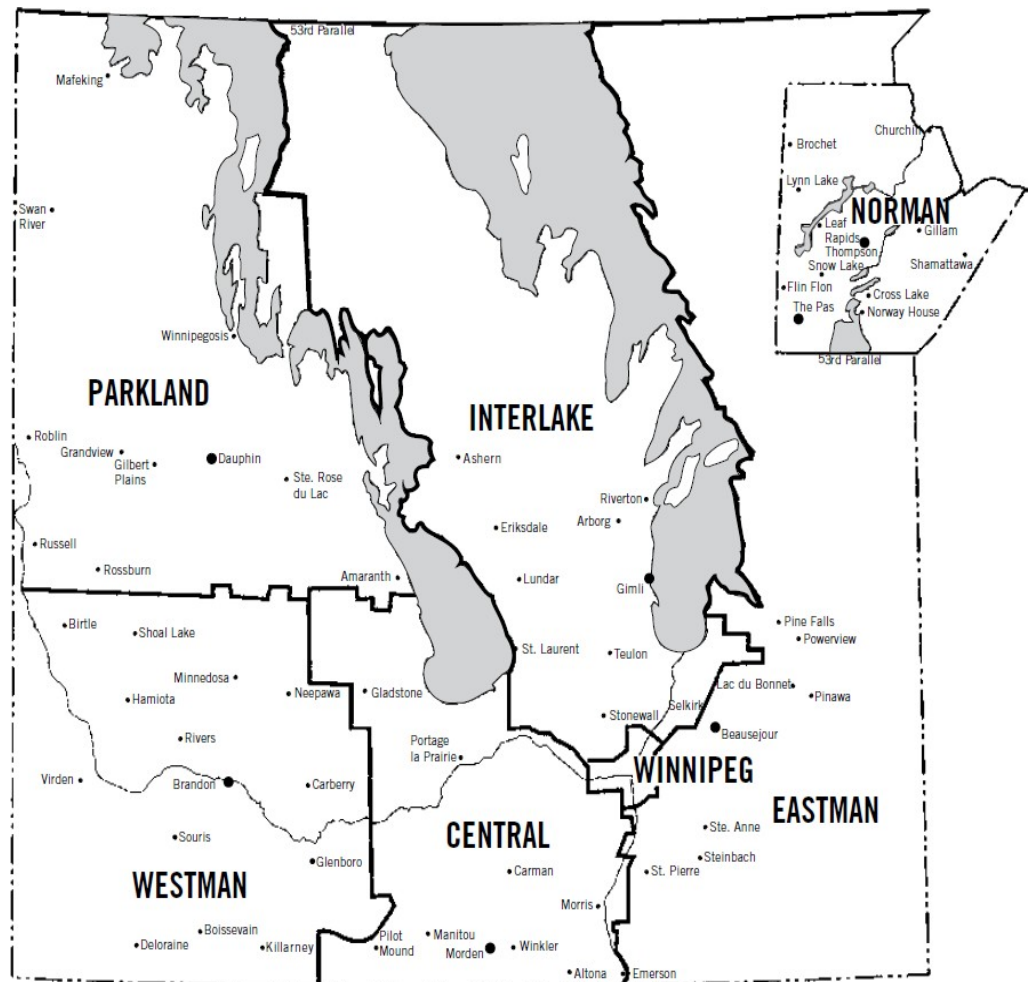 53rd Parallel
Mafeking
Churchill
Brochet
Lynn Lake
Swan
River
NORMAN
Leaf
Rapids
Gillam
Thompson
Snow Lake
Shamattawa
Flin Flon
Cross Lake
The Pas
Norway House
53rd Parallel
Winnipegosis
PARKLAND
INTERLAKE
Roblin
Grandview
Gilbert
Plains
Dauphin
Ste. Rose
du Lac
Ashern
Riverton
Arborg
Eriksdale
Russell
Rossburn
Amaranth
Lundar
Gimli
Birtle
Shoal Lake
Pine Falls
Powerview
St. Laurent
Teulon
Minnedosa
Hamiota
Neepawa
Gladstone
Lac du Bonnet
Pinawa
Selkirk
Stonewall
Beausejour
Rivers
Portage
la Prairie
WINNIPEG
Virden
Brandon
Carberry
EASTMAN
CENTRAL
Souris
Ste. Anne
Steinbach
Glenboro
Carman
St. Pierre
WESTMAN
Morris
Boissevain
Deloraine
Killarney
Pilot
Mound
Manitou
Morden
Winkler
Altona
Emerson